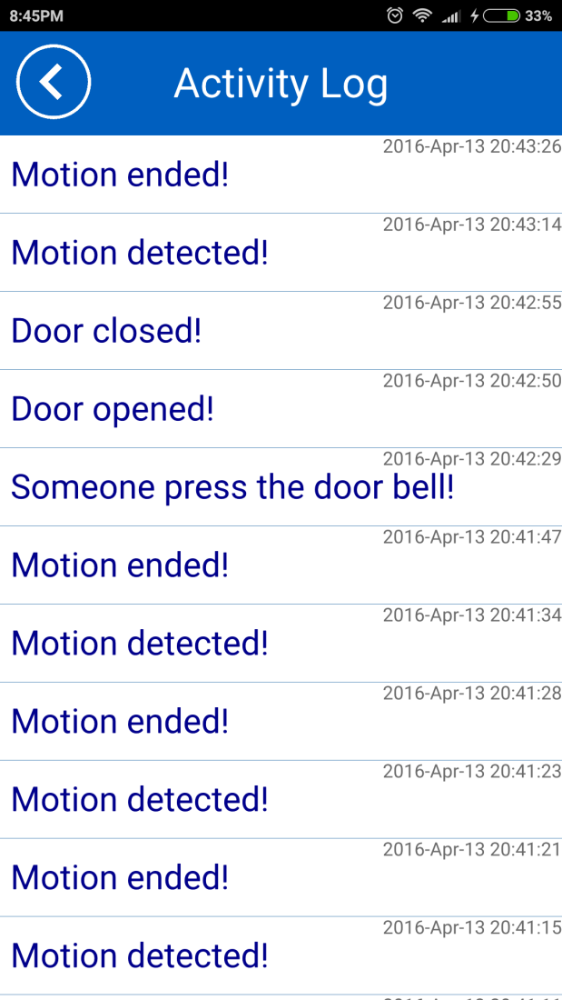 8:45PM 33%
Activity Log
2016-Apr-13 20:43:26
Motion ended!
2016-Apr-13 20:43:14
Motion detected!
2016-Apr-13 20:42:55
Door closed!
2016-Apr-13 20:42:50
Door opened!
2016-Apr-13 20:42:29
Someone press the door bell!
2016-Apr-13 20:41:47
Motion ended!
2016-Apr-13 20:41:34
Motion detected!
2016-Apr-13 20:41:28
Motion ended!
2016-Apr-13 20:41:23
Motion detected!
2016-Apr-13 20:41:21
Motion ended!
2016-Apr-13 20:41:15
Motion detected!